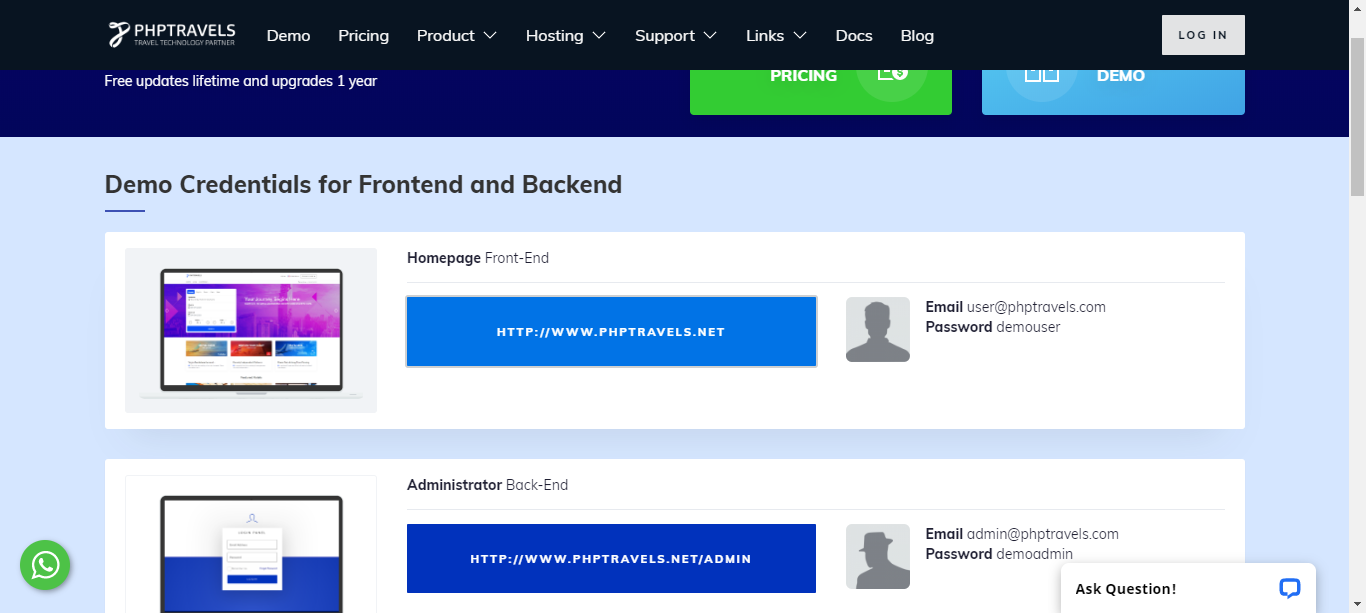 PHPTRAVELS
TRAVEL TECHNOLOGY PARTNER
Demo Pricing Product Hosting Support Links Docs Blog
LOG IN
Free updates lifetime and upgrades 1 year
PRICING
DEMO
Demo Credentials for Frontend and Backend
Homepage Front-End
HTTP://WWW.PHPTRAVELS.NET
Email user@phptravels.com
Password demouser
Administrator Back-End
HTTP://WWW.PHPTRAVELS.NET/ADMIN
Email admin@phptravels.com
Password demoadmin
Ask Question!